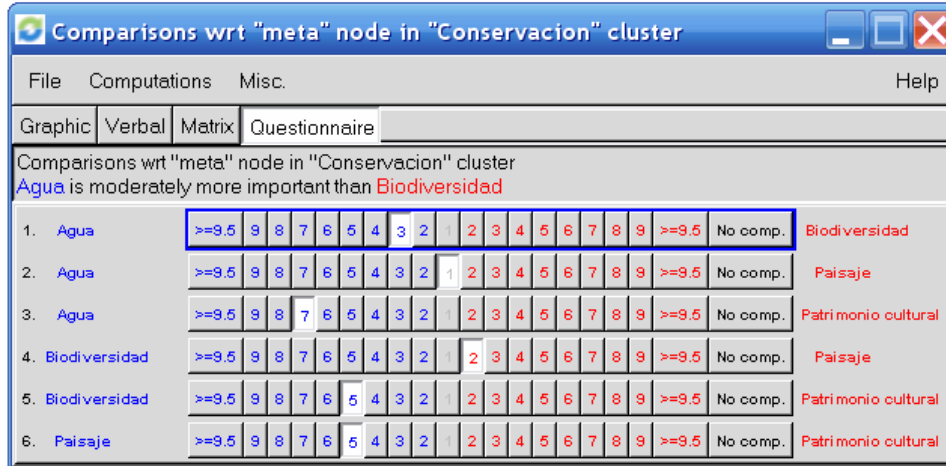 Comparisons wrt "meta" node in "Conservacion" cluster
File Computations Misc. Help
Graphic Verbal Matrix Questionnaire
Comparisons wrt "meta" node in "Conservacion" cluster
Agua is moderately more important than Biodiversidad
1. Agua >=9.5 9 8 7 6 5 4 3 2 1 2 3 4 5 6 7 8 9 >=9.5 No comp. Biodiversidad
2. Agua >=9.5 9 8 7 6 5 4 3 2 1 2 3 4 5 6 7 8 9 >=9.5 No comp. Paisaje
3. Agua >=9.5 9 8 7 6 5 4 3 2 1 2 3 4 5 6 7 8 9 >=9.5 No comp. Patrimonio cultural
4. Biodiversidad >=9.5 9 8 7 6 5 4 3 2 1 2 3 4 5 6 7 8 9 >=9.5 No comp. Paisaje
5. Biodiversidad >=9.5 9 8 7 6 5 4 3 2 1 2 3 4 5 6 7 8 9 >=9.5 No comp. Patrimonio cultural
6. Paisaje >=9.5 9 8 7 6 5 4 3 2 1 2 3 4 5 6 7 8 9 >=9.5 No comp. Patrimonio cultural